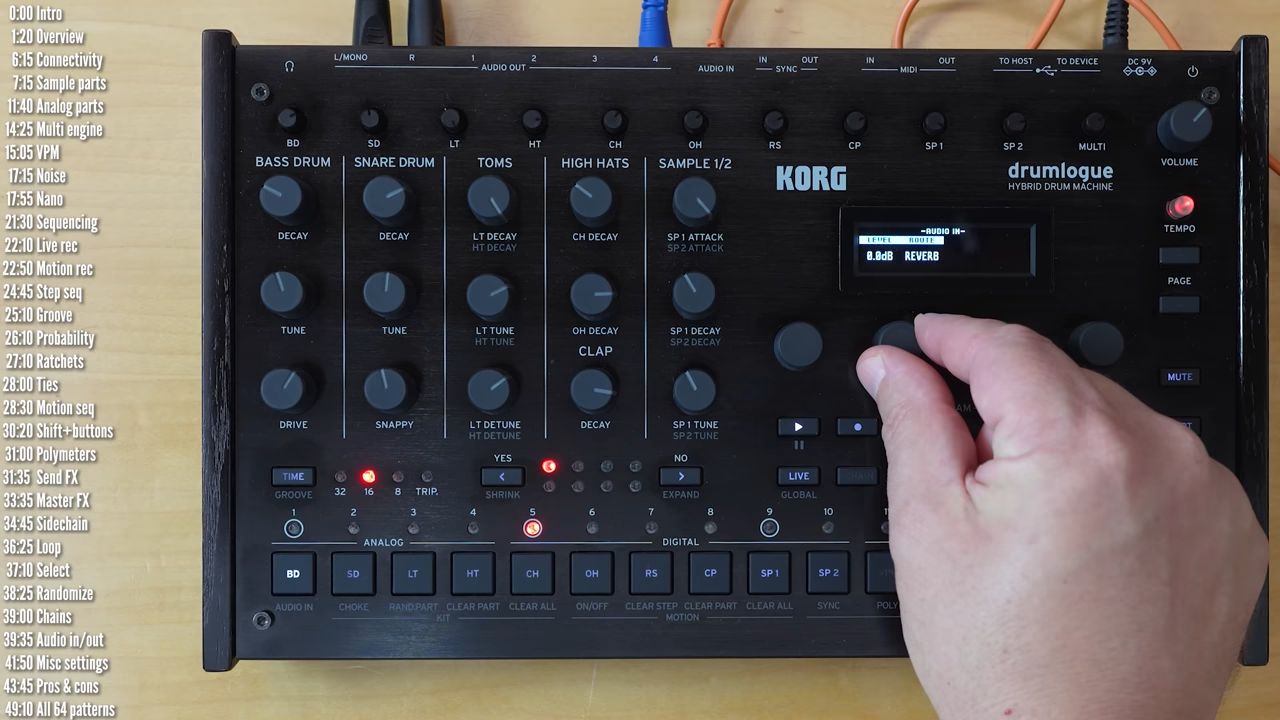 0:00 Intro
1:20 Overview
6:15 Connectivity
7:15 Sample parts
11:40 Analog parts
14:25 Multi engine
15:05 VPM
17:15 Noise
17:55 Nano
21:30 Sequencing
22:10 Live rec
22:50 Motion rec
24:45 Step seq
25:10 Groove
26:10 Probability
27:10 Ratchets
28:00 Ties
28:30 Motion seq
30:20 Shift+buttons
31:00 Polymeters
31:35 Send FX
33:35 Master FX
34:45 Sidechain
36:25 Loop
37:10 Select
38:25 Randomize
39:00 Chains
39:35 Audio in/out
41:50 Misc settings
43:45 Pros & cons
49:10 All 64 patterns
L/MONO R 1 2 3 4
AUDIO OUT
AUDIO IN
IN SYNC OUT
IN MIDI OUT
TO HOST TO DEVICE
DC 9V
BD SD LT HT CH OH RS CP SP 1 SP 2 MULTI
VOLUME
BASS DRUM SNARE DRUM TOMS HIGH HATS SAMPLE 1/2
KORG
drumlogue
HYBRID DRUM MACHINE
DECAY DECAY LT DECAY CH DECAY SP 1 ATTACK
HT DECAY SP 2 ATTACK
-AUDIO IN-
LEVEL ROUTE
0.0dB REVERB
TEMPO
PAGE
TUNE TUNE LT TUNE OH DECAY SP 1 DECAY
HT TUNE SP 2 DECAY
CLAP
MUTE
DRIVE SNAPPY LT DETUNE DECAY SP 1 TUNE
HT DETUNE SP 2 TUNE
YES NO
TIME < > LIVE
GROOVE 32 16 8 TRIP. SHRINK EXPAND GLOBAL
1 2 3 4 5 6 7 8 9 10
ANALOG DIGITAL
BD SD LT HT CH OH RS CP SP 1 SP 2
AUDIO IN CHOKE RAND.PART CLEAR PART CLEAR ALL ON/OFF CLEAR STEP CLEAR PART CLEAR ALL SYNC POLY
KIT MOTION